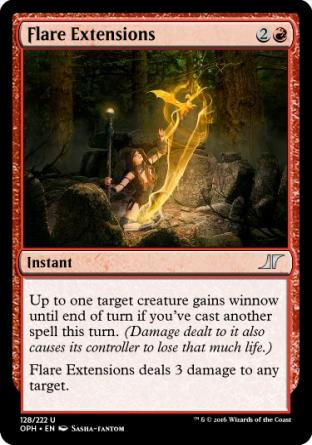 Flare Extensions 2
Instant
Up to one target creature gains winnow
until end of turn if you've cast another
spell this turn. (Damage dealt to it also
causes its controller to lose that much life.)
Flare Extensions deals 3 damage to any
target.
128/222 U
OPH • EN SASHA-FANTOM
™ & © 2016 Wizards of the Coast